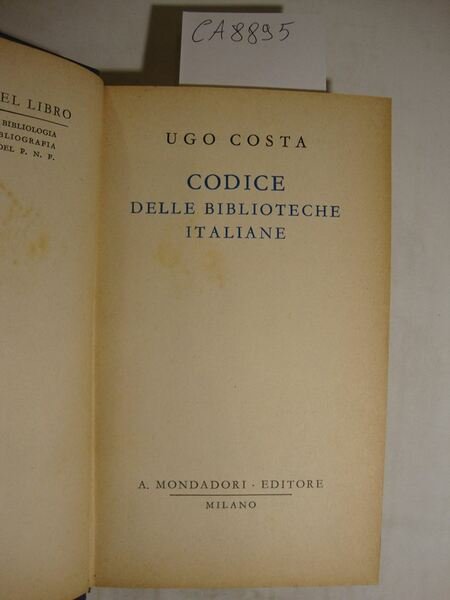 CA8895
EL LIBRO
BIBLIOLOGIA
BLIOGRAFIA
DEL P. N. F.
UGO COSTA
CODICE
DELLE BIBLIOTECHE
ITALIANE
A. MONDADORI · EDITORE
MILANO